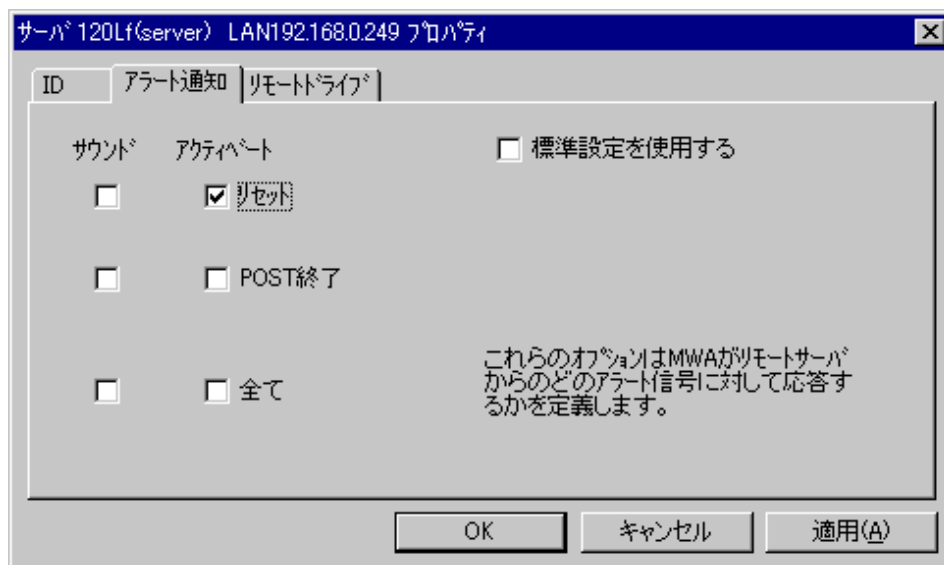 サーバ 120Lf(server) LAN192.168.0.249 プロパティ
ID アラート通知 リモートドライブ
サウンド アクティベート 標準設定を使用する
リセット
POST終了
全て
これらのオプションはMWAがリモートサーバ
からのどのアラート信号に対して応答す
るかを定義します。
OK キャンセル 適用(A)